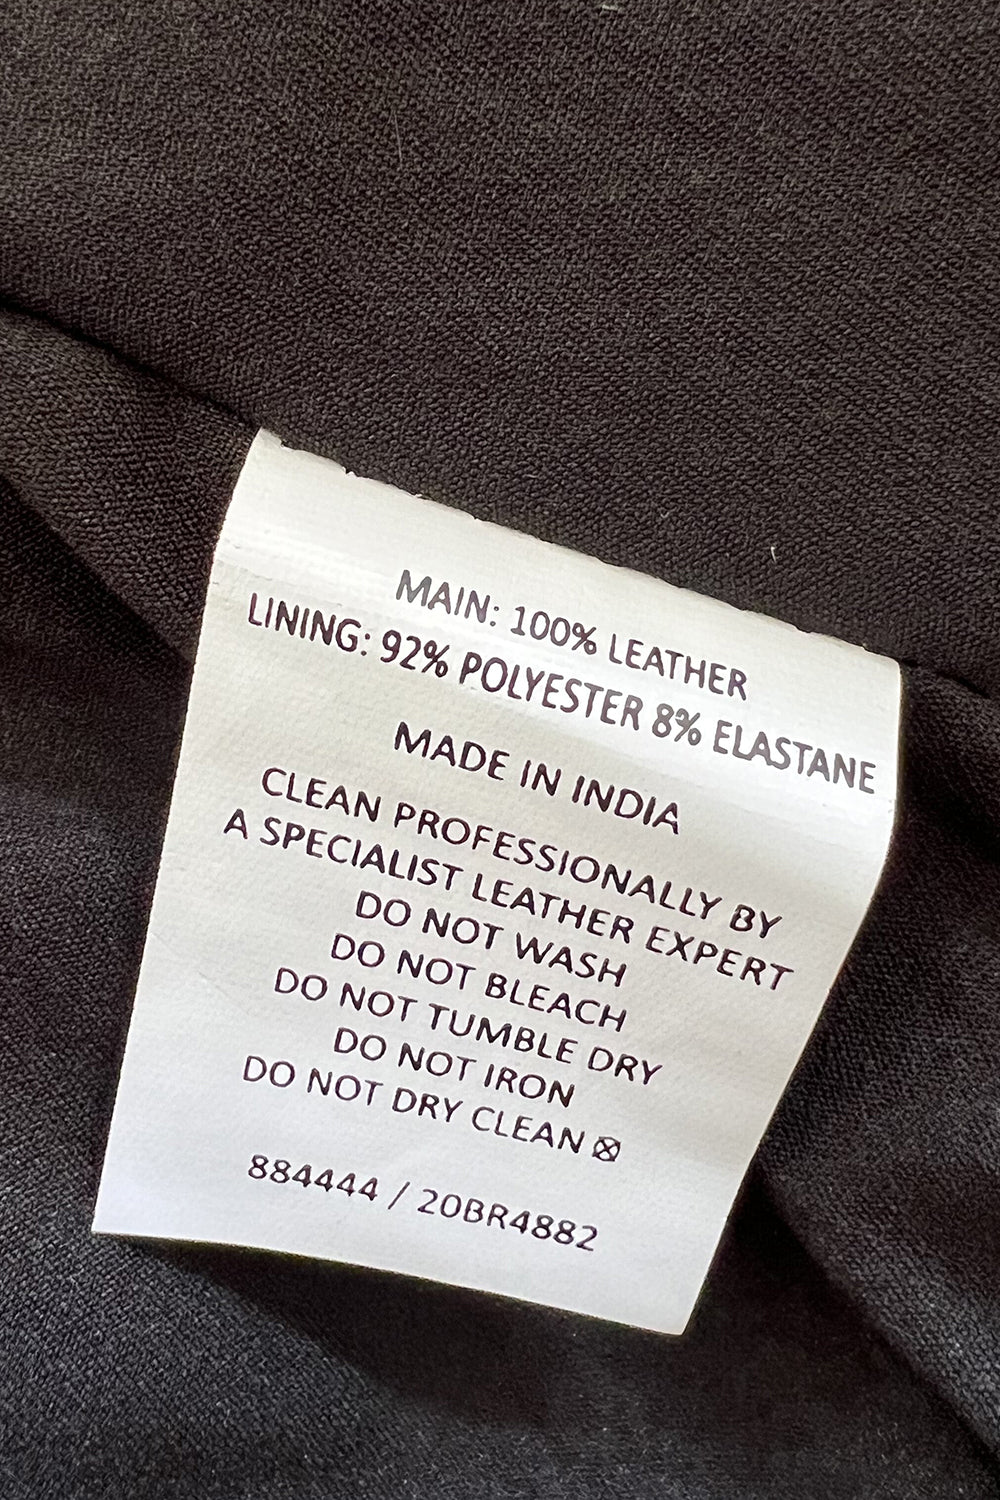 MAIN: 100% LEATHER
LINING: 92% POLYESTER 8% ELASTANE
MADE IN INDIA
CLEAN PROFESSIONALLY BY
A SPECIALIST LEATHER EXPERT
DO NOT WASH
DO NOT BLEACH
DO NOT TUMBLE DRY
DO NOT IRON
DO NOT DRY CLEAN
884444 / 20BR4882